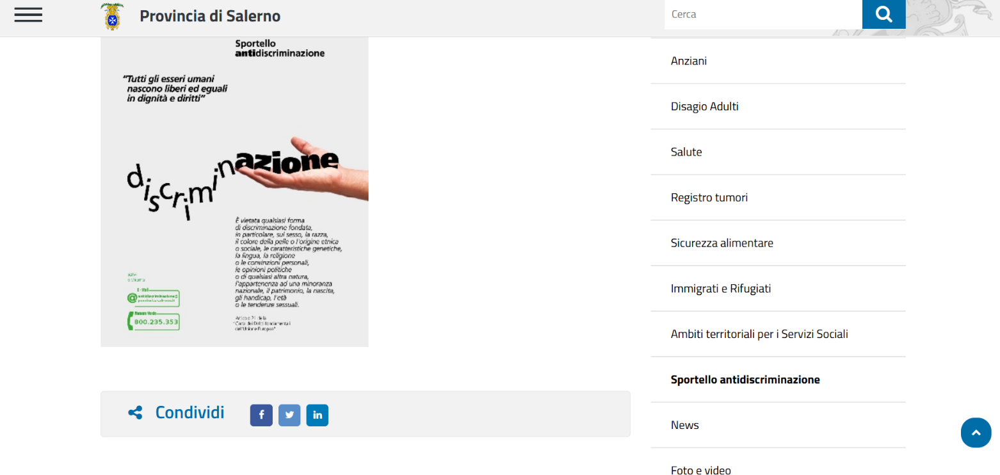 Provincia di Salerno
Cerca
Sportello
antidiscriminazione
"Tutti gli esseri umani
nascono liberi ed eguali
in dignità e diritti"
discriminazione
È vietata qualsiasi forma
di discriminazione fondata,
in particolare, sul sesso, la razza,
il colore della pelle o l'origine etnica
o sociale, le caratteristiche genetiche,
la lingua, la religione
o le convinzioni personali,
le opinioni politiche
o di qualsiasi altra natura,
l'appartenenza ad una minoranza
nazionale, il patrimonio, la nascita,
gli handicap, l'età
o le tendenze sessuali.
Articolo 21 della
"Carta dei Diritti fondamentali
dell'Unione Europea"
E-Mail
antidiscriminazione@
Numero Verde
800.235.353
Condividi
f
in
Anziani
Disagio Adulti
Salute
Registro tumori
Sicurezza alimentare
Immigrati e Rifugiati
Ambiti territoriali per i Servizi Sociali
Sportello antidiscriminazione
News
Foto e video